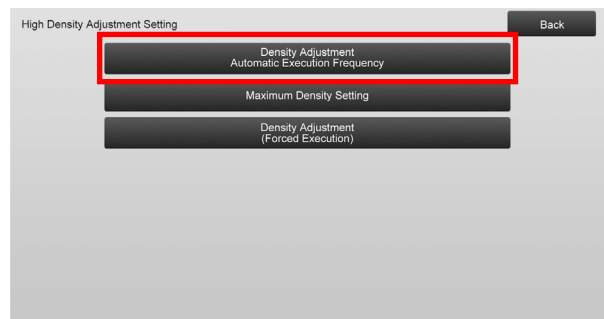 High Density Adjustment Setting
Back
Density Adjustment
Automatic Execution Frequency
Maximum Density Setting
Density Adjustment
(Forced Execution)